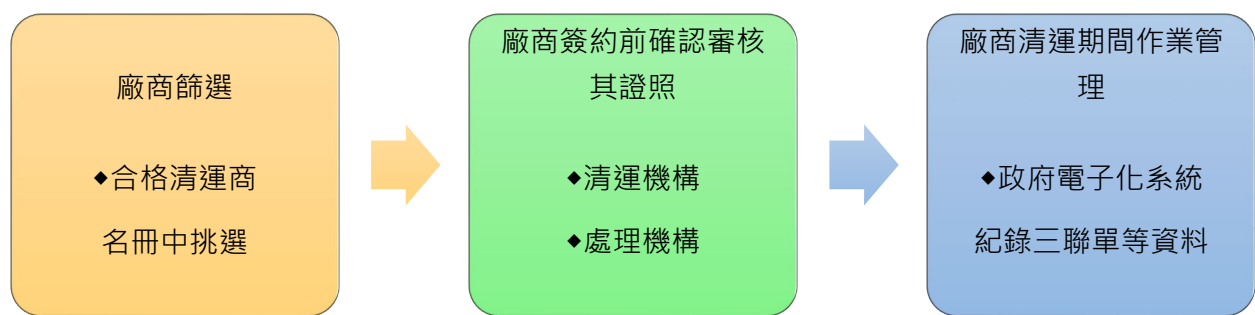 廠商篩選
◆合格清運商
名冊中挑選
廠商簽約前確認審核
其證照
◆清運機構
◆處理機構
廠商清運期間作業管
理
◆政府電子化系統
紀錄三聯單等資料